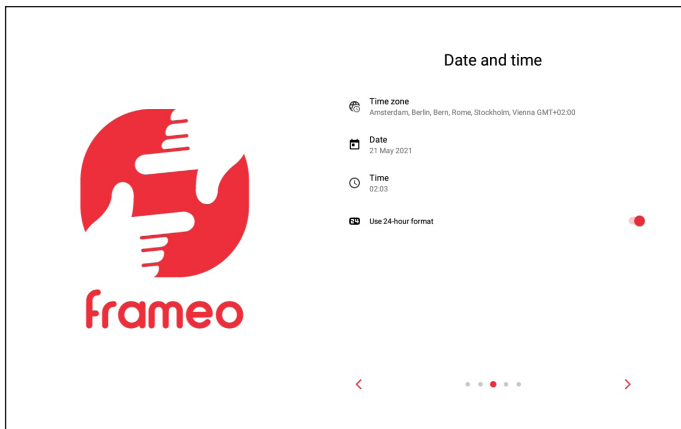 Date and time
Time zone
Amsterdam, Berlin, Bern, Rome, Stockholm, Vienna GMT+02:00
Date
21 May 2021
Time
02:03
24
Use 24-hour format
frameo